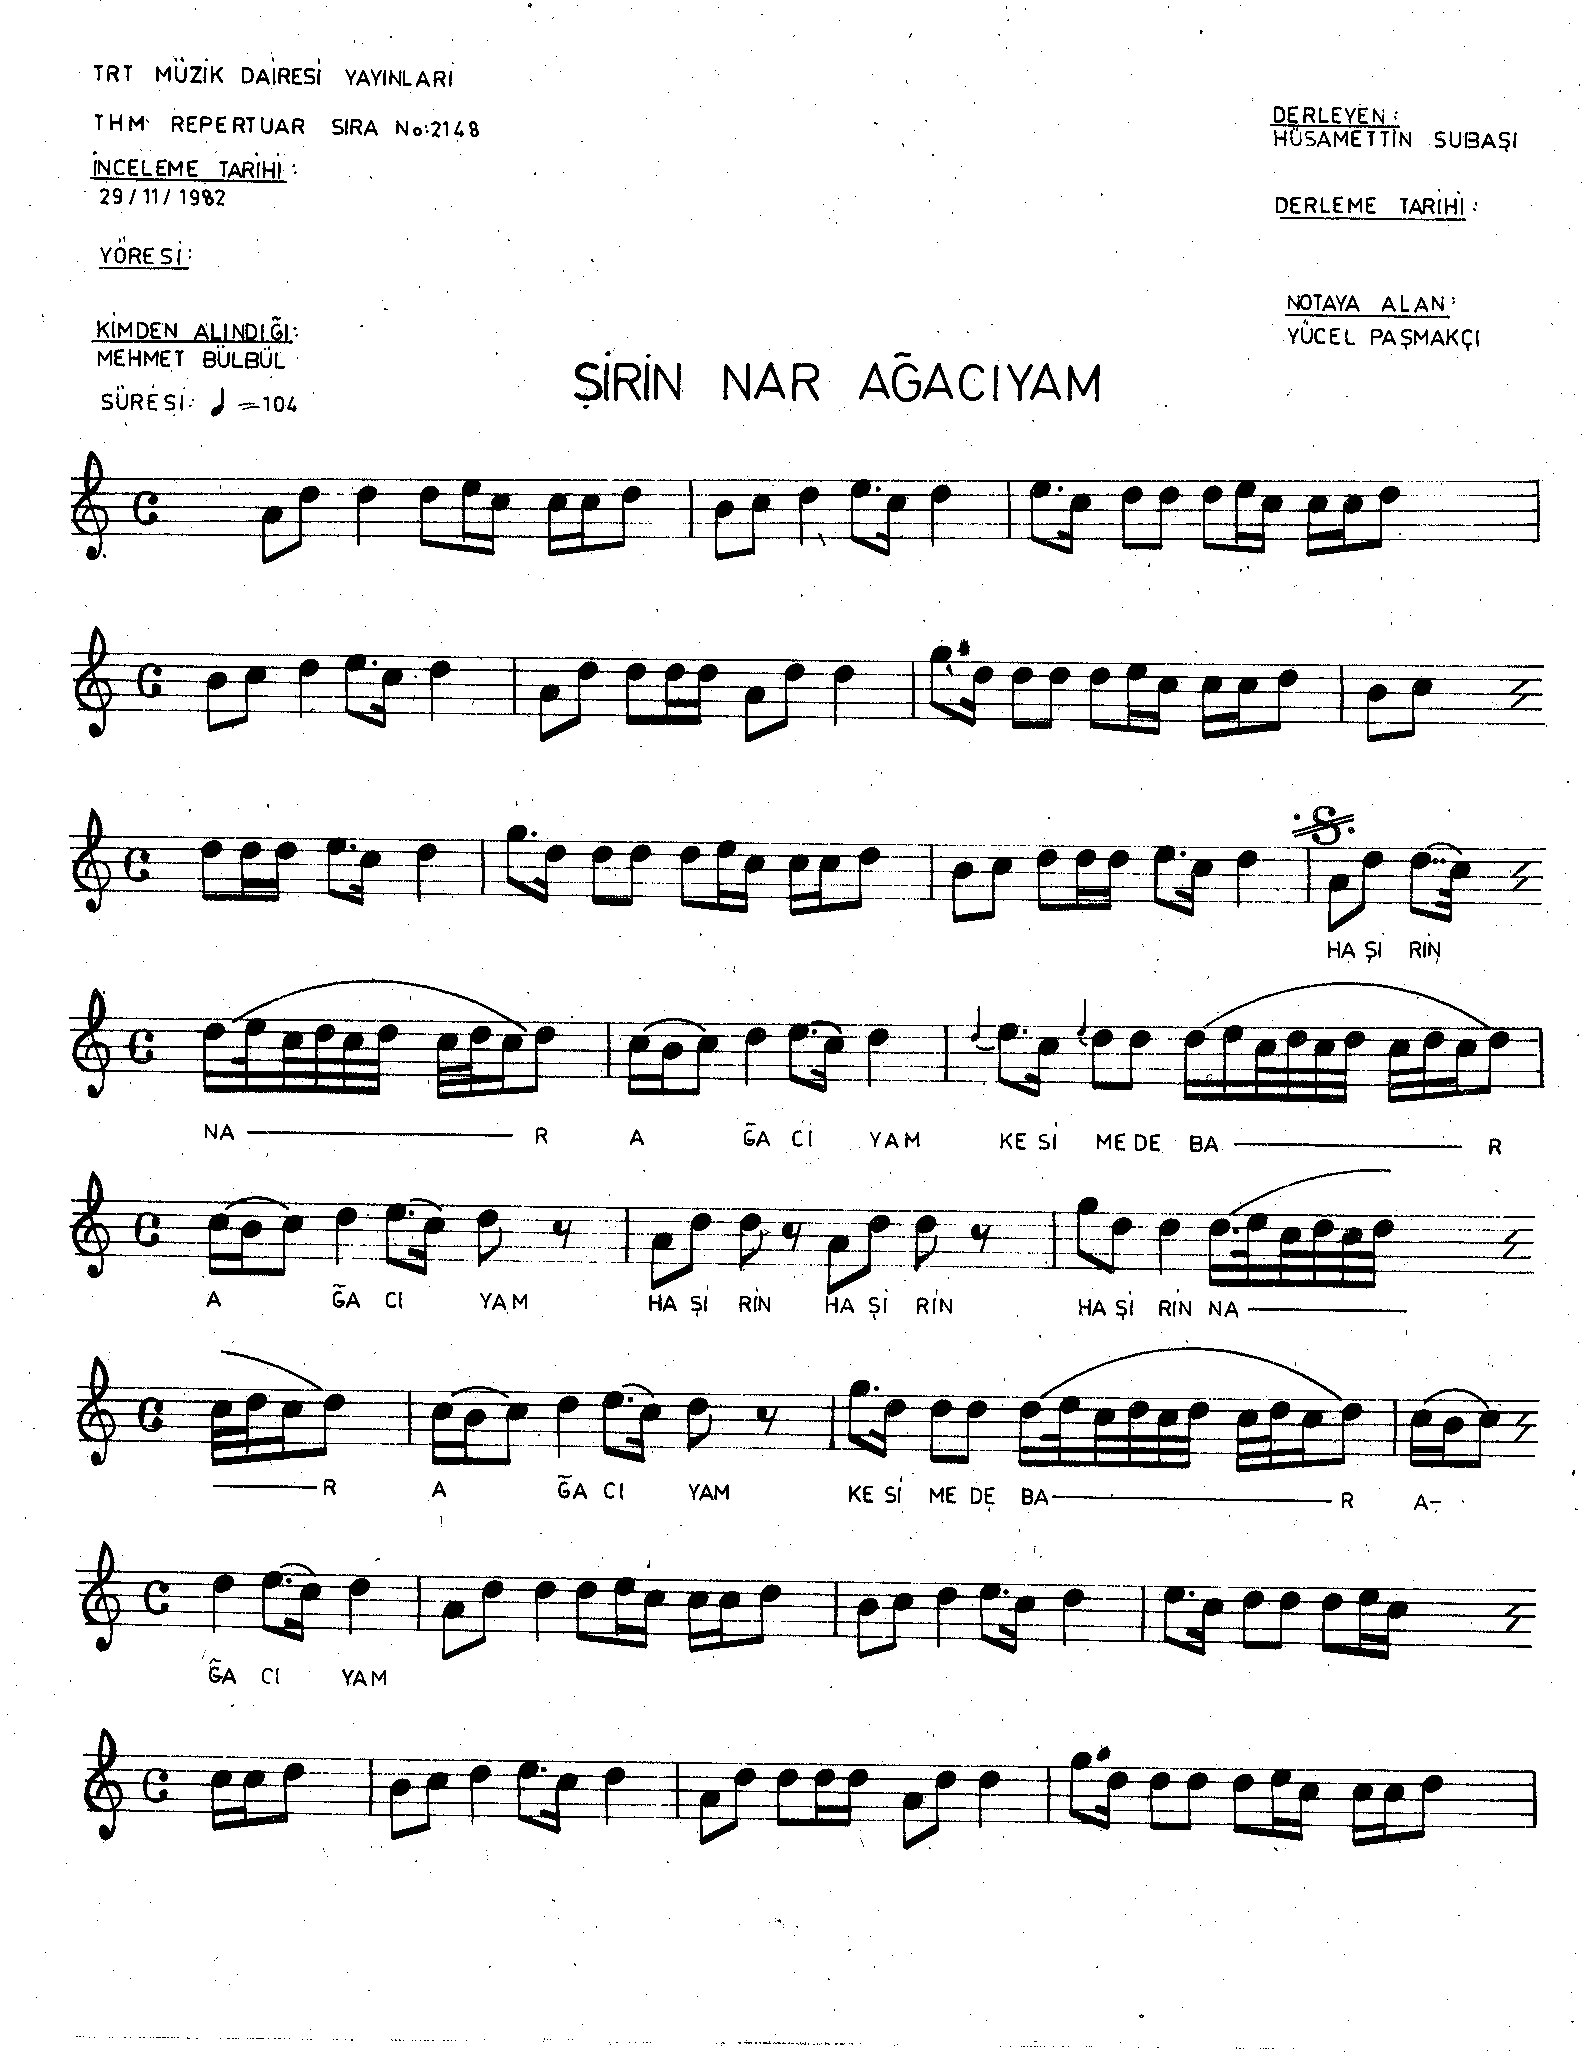 TRT MÜZİK DAİRESİ YAYINLARI
THM REPERTUAR SIRA No:2148
İNCELEME TARİHİ:
29/11/1982
YÖRESİ:
KİMDEN ALINDIĞI:
MEHMET BÜLBÜL
SÜRESİ: ♩=104
DERLEYEN:
HÜSAMETTİN SUBAŞI
DERLEME TARİHİ:
NOTAYA ALAN:
YÜCEL PAŞMAKÇI
ŞİRİN NAR AĞACIYAM
HA Şİ RİN
NA R A ĞA CI YAM KE Sİ ME DE BA R
A ĞA CI YAM HA Şİ RİN HA Şİ RİN HA Şİ RİN NA
R A ĞA CI YAM KE Sİ ME DE BA R A-
ĞA CI YAM